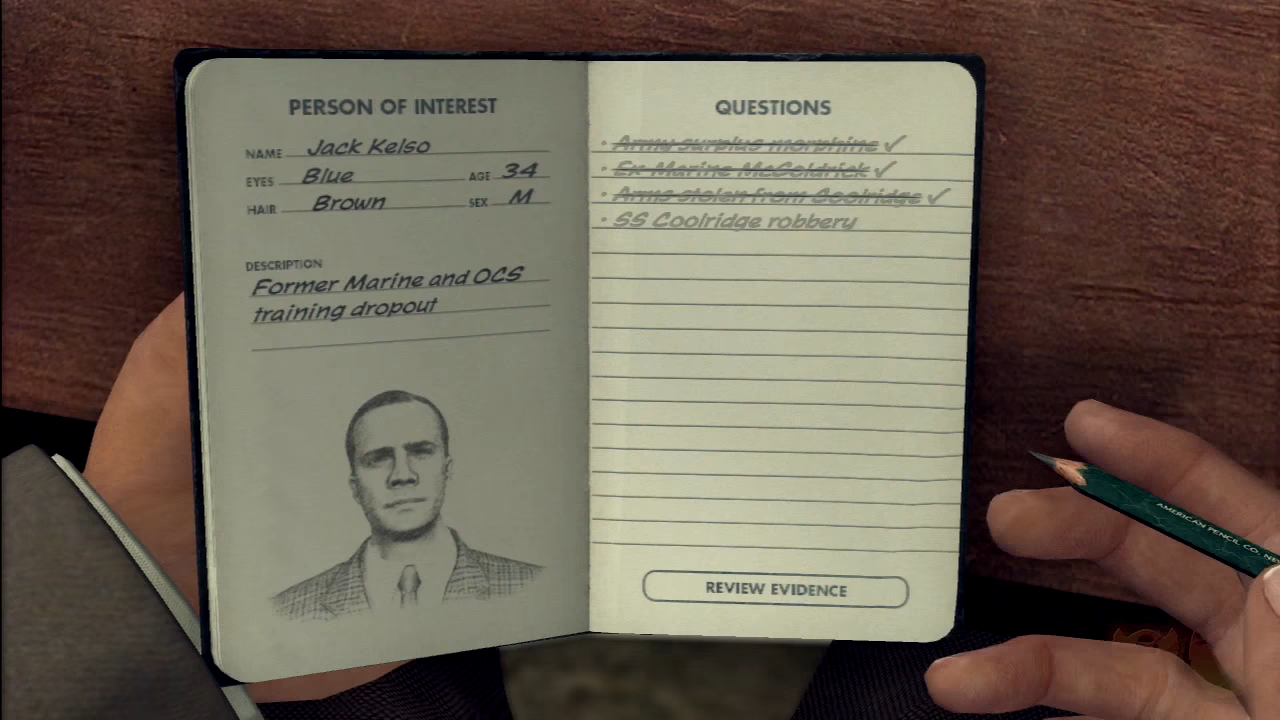 PERSON OF INTEREST
NAME Jack Kelso
EYES Blue AGE 34
HAIR Brown SEX M
DESCRIPTION
Former Marine and OCS
training dropout
QUESTIONS
• Army surplus morphine ✓
• Ex-Marine McGoldrick ✓
• Arms stolen from Coolridge ✓
• SS Coolridge robbery
REVIEW EVIDENCE
AMERICAN PENCIL CO.